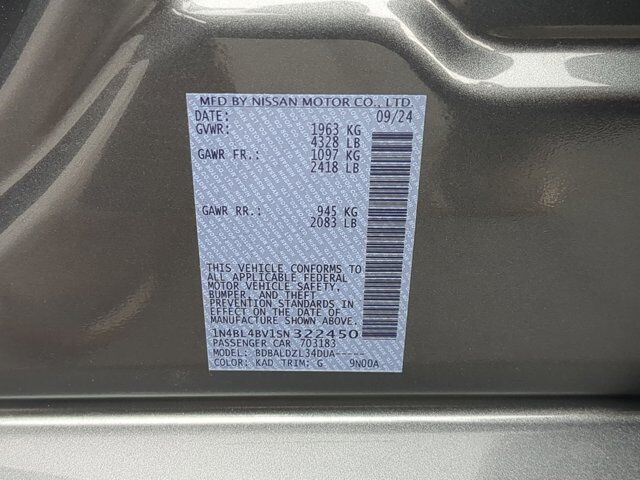 MFD BY NISSAN MOTOR CO., LTD.
DATE: 09/24
GVWR: 1963 KG
4328 LB
GAWR FR.: 1097 KG
2418 LB
GAWR RR.: 945 KG
2083 LB
THIS VEHICLE CONFORMS TO
ALL APPLICABLE FEDERAL
MOTOR VEHICLE SAFETY,
BUMPER, AND THEFT
PREVENTION STANDARDS IN
EFFECT ON THE DATE OF
MANUFACTURE SHOWN ABOVE.
1N4BL4BV1SN322450
PASSENGER CAR 703183
MODEL: BDBALDZL34DUA-----
COLOR: KAD TRIM: G 9N00A